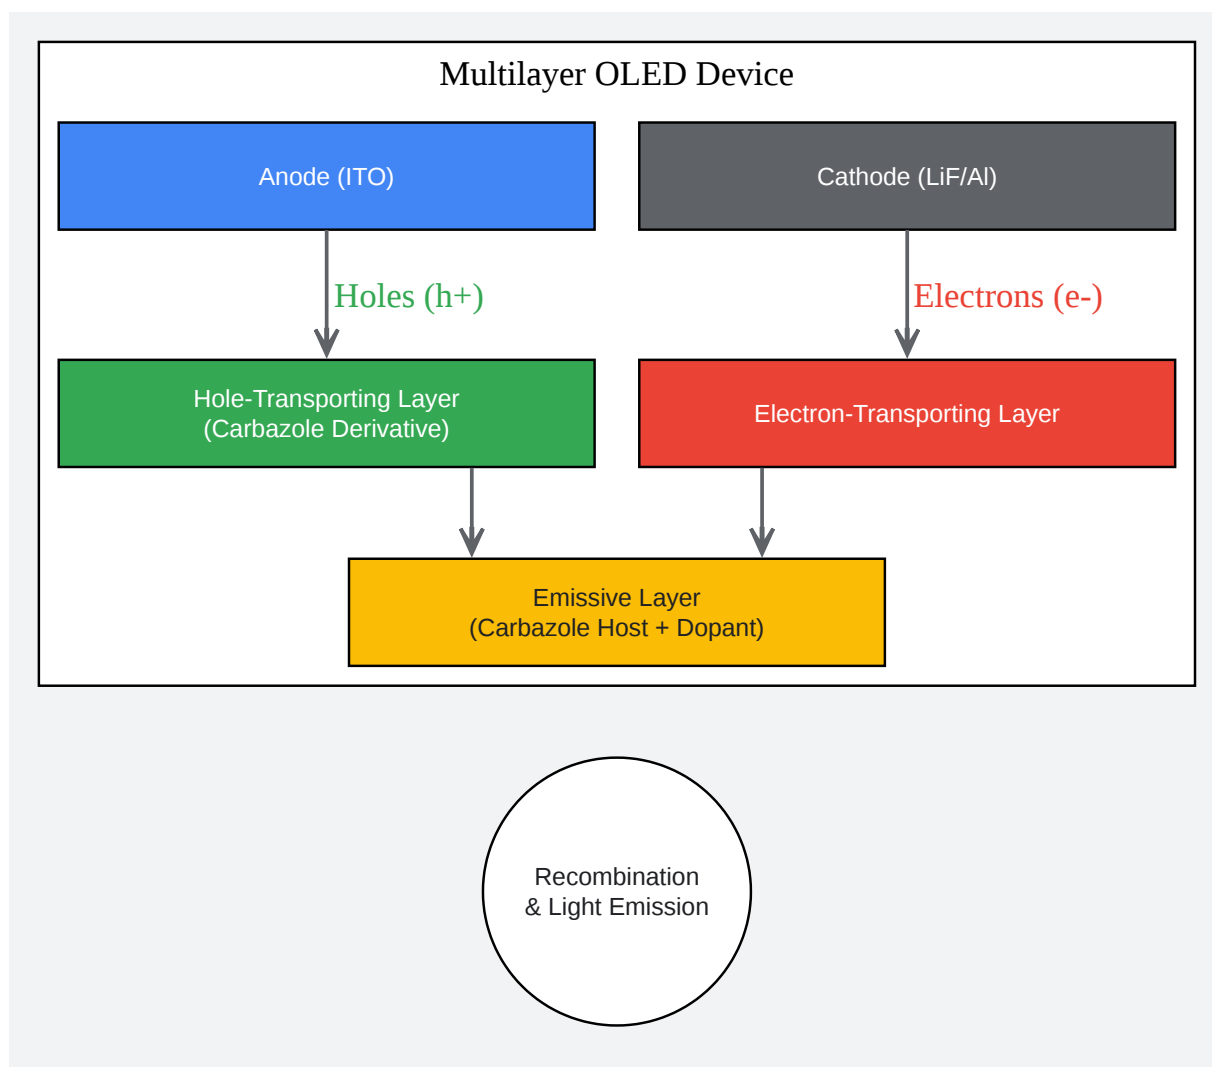 Multilayer OLED Device
Anode (ITO)
Cathode (LiF/Al)
Holes (h+)
Electrons (e-)
Hole-Transporting Layer
(Carbazole Derivative)
Electron-Transporting Layer
Emissive Layer
(Carbazole Host + Dopant)
Recombination
& Light Emission